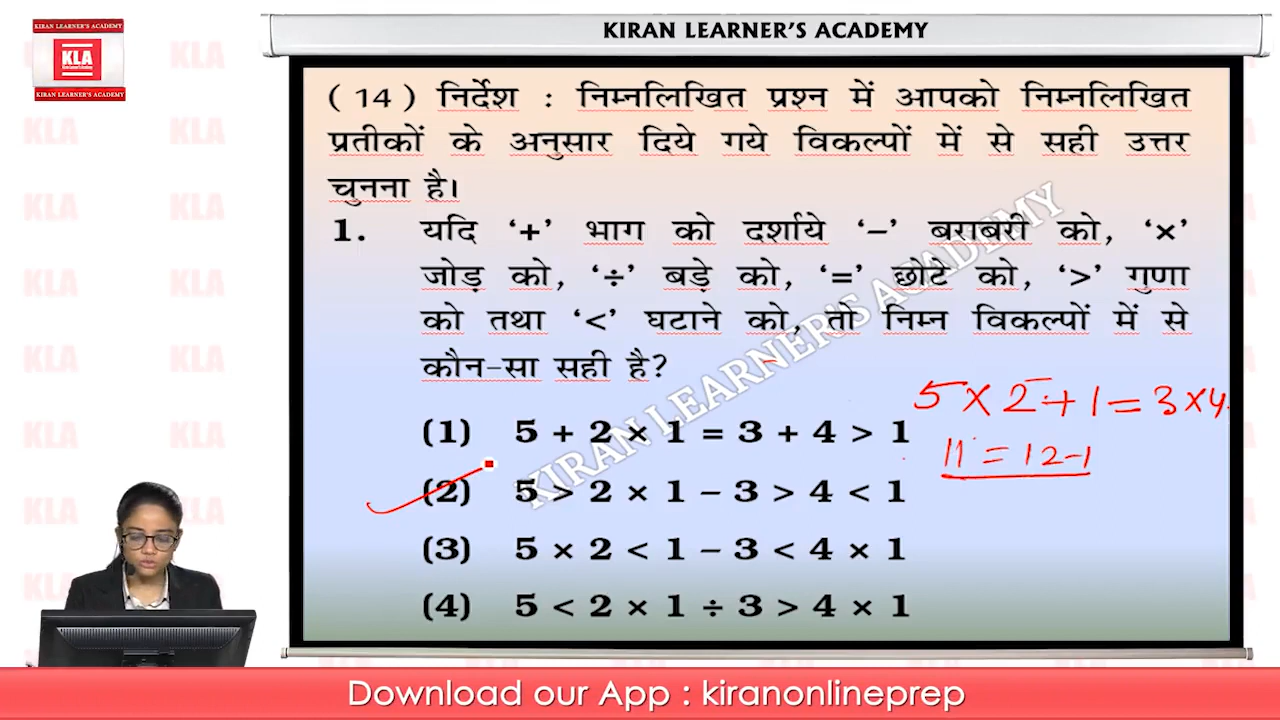 KIRAN LEARNER'S ACADEMY
KLA
Kiran Learner's Academy
KIRAN LEARNER'S ACADEMY
KIRAN LEARNER'S ACADEMY
( 14 ) निर्देश : निम्नलिखित प्रश्न में आपको निम्नलिखित
प्रतीकों के अनुसार दिये गये विकल्पों में से सही उत्तर
चुनना है।
1. यदि ‘+’ भाग को दर्शाये ‘–’ बराबरी को, ‘×’
जोड़ को, ‘÷’ बड़े को, ‘=’ छोटे को, ‘>’ गुणा
को तथा ‘<’ घटाने को, तो निम्न विकल्पों में से
कौन-सा सही है?
(1) 5 + 2 × 1 = 3 + 4 > 1
(2) 5 > 2 × 1 – 3 > 4 < 1
(3) 5 × 2 < 1 – 3 < 4 × 1
(4) 5 < 2 × 1 ÷ 3 > 4 × 1
5 × 2 + 1 = 3 × 4
11 = 12 – 1
KIRAN LEARNER'S ACADEMY
Download our App : kiranonlineprep